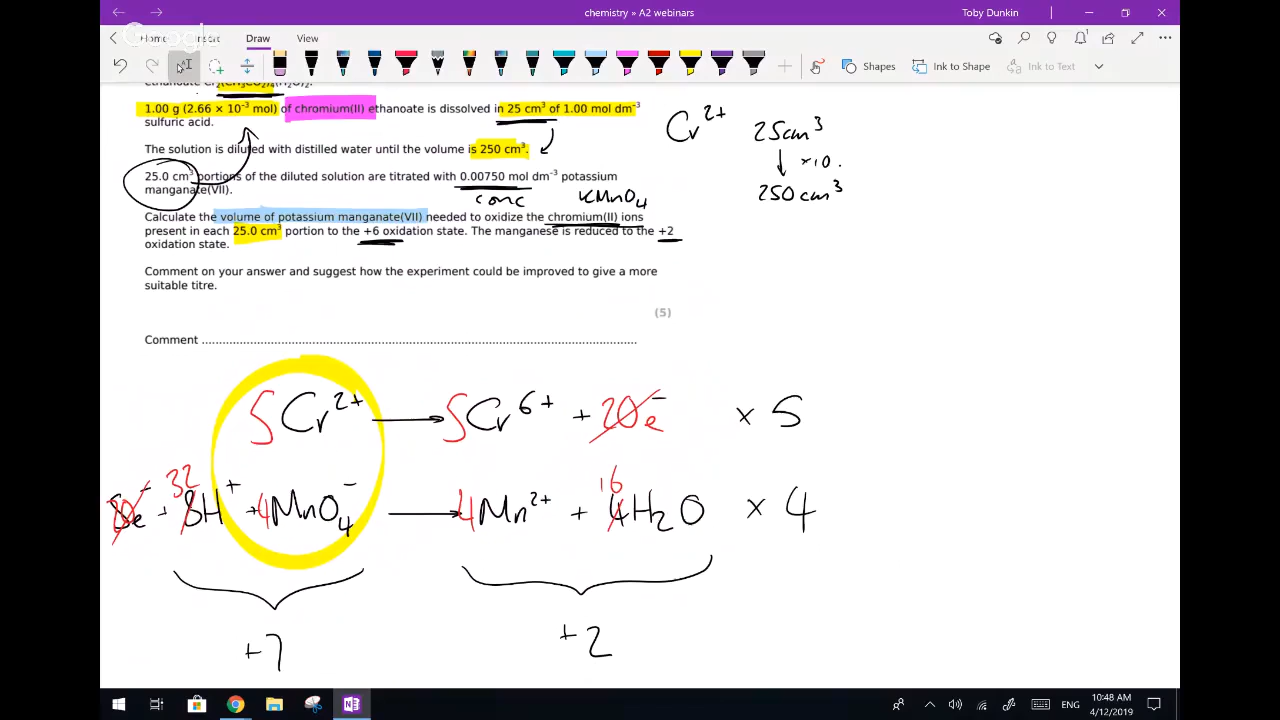 chemistry » A2 webinars
Toby Dunkin
Home Insert Draw View
Shapes Ink to Shape Ink to Text
ethanoate Cr₂(CH₃CO₂)₄(H₂O)₂.
1.00 g (2.66 × 10⁻³ mol) of chromium(II) ethanoate is dissolved in 25 cm³ of 1.00 mol dm⁻³
sulfuric acid.
The solution is diluted with distilled water until the volume is 250 cm³.
25.0 cm³ portions of the diluted solution are titrated with 0.00750 mol dm⁻³ potassium
manganate(VII).
conc KMnO₄
Calculate the volume of potassium manganate(VII) needed to oxidize the chromium(II) ions
present in each 25.0 cm³ portion to the +6 oxidation state. The manganese is reduced to the +2
oxidation state.
Comment on your answer and suggest how the experiment could be improved to give a more
suitable titre.
(5)
Comment
Cr²⁺ 25cm³
↓ ×10.
250cm³
5Cr²⁺ → 5Cr⁶⁺ + 20e⁻ × 5
32 16
e⁻ + 8H⁺ + 4MnO₄⁻ → 4Mn²⁺ + 4H₂O × 4
+7 +2
ENG
10:48 AM
4/12/2019